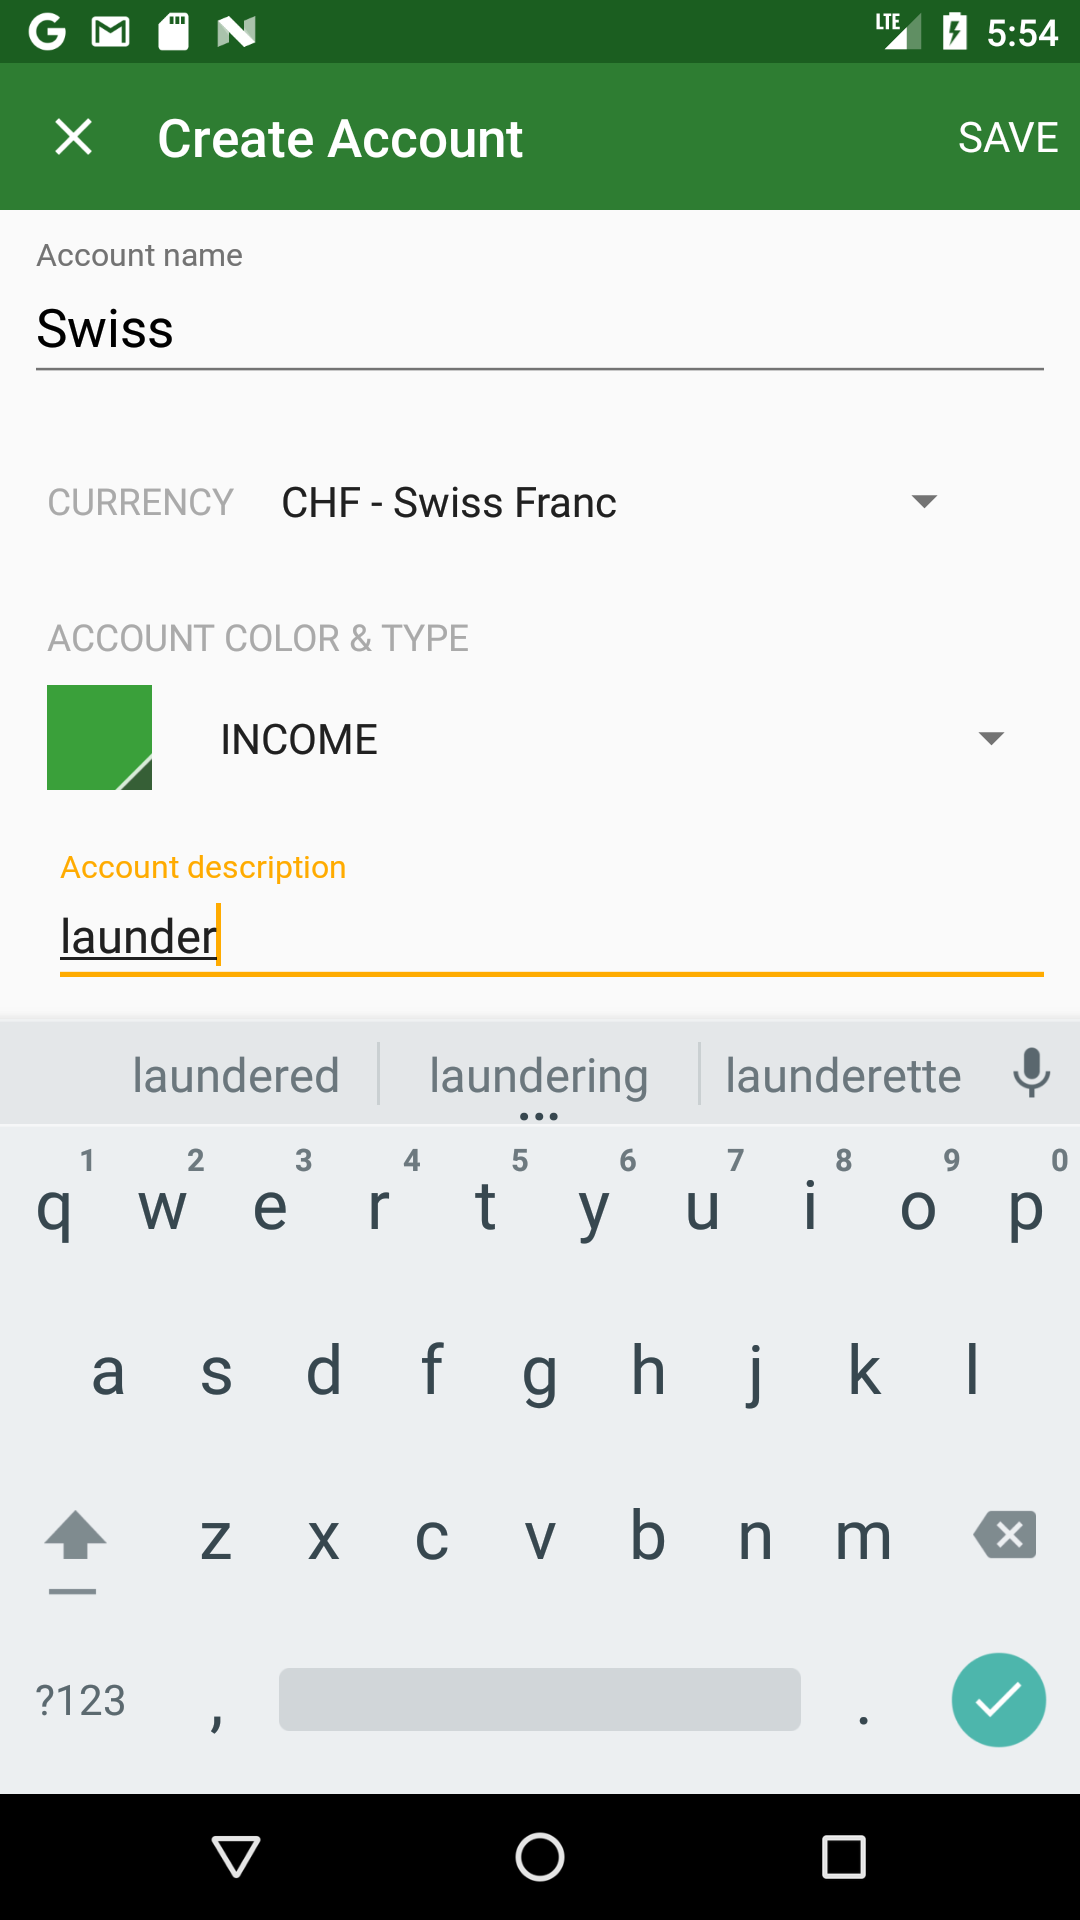 LTE 5:54
Create Account SAVE
Account name
Swiss
CURRENCY CHF - Swiss Franc
ACCOUNT COLOR & TYPE
INCOME
Account description
launder
laundered laundering launderette
1 2 3 4 5 6 7 8 9 0
q w e r t y u i o p
a s d f g h j k l
z x c v b n m
?123 , .